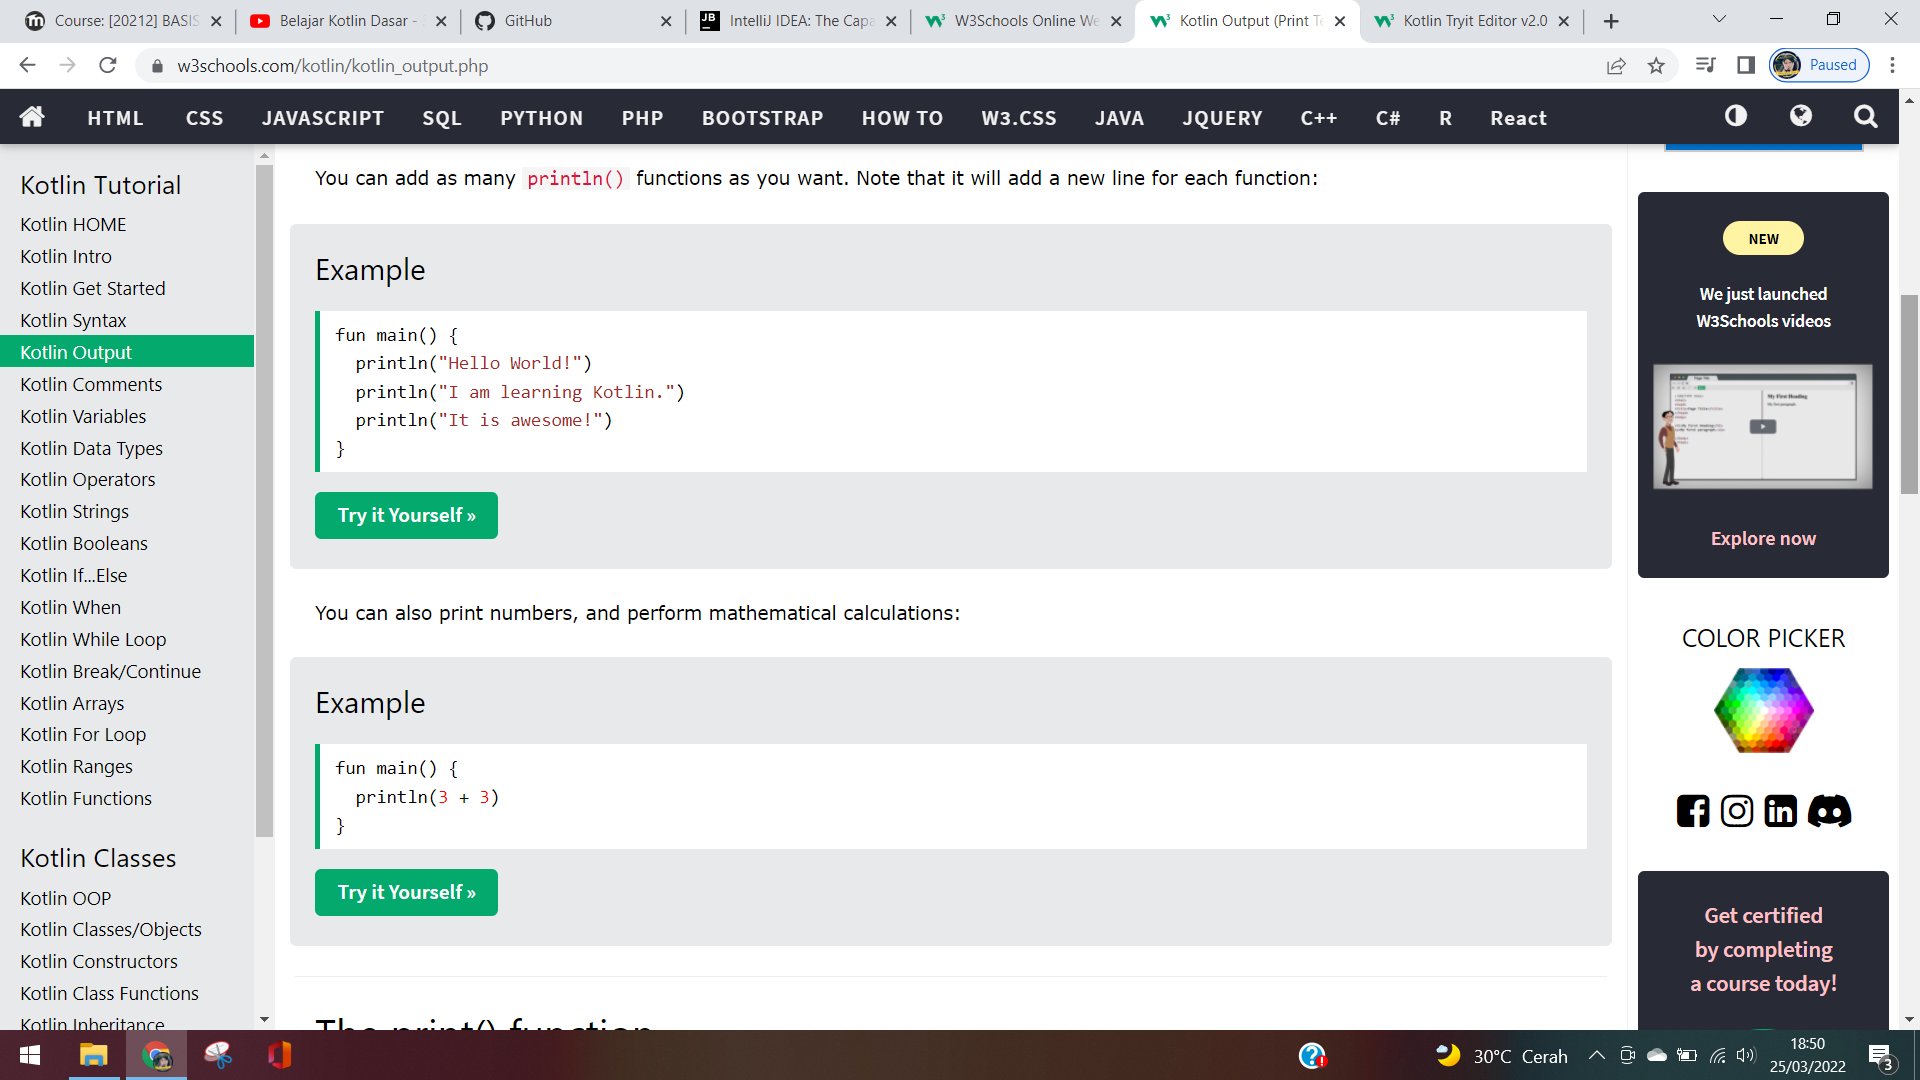 Course: [20212] BASIS
Belajar Kotlin Dasar -
GitHub
IntelliJ IDEA: The Capa
W3Schools Online We
Kotlin Output (Print Te
Kotlin Tryit Editor v2.0
w3schools.com/kotlin/kotlin_output.php
Paused
HTML CSS JAVASCRIPT SQL PYTHON PHP BOOTSTRAP HOW TO W3.CSS JAVA JQUERY C++ C# R React
Kotlin Tutorial
Kotlin HOME
Kotlin Intro
Kotlin Get Started
Kotlin Syntax
Kotlin Output
Kotlin Comments
Kotlin Variables
Kotlin Data Types
Kotlin Operators
Kotlin Strings
Kotlin Booleans
Kotlin If...Else
Kotlin When
Kotlin While Loop
Kotlin Break/Continue
Kotlin Arrays
Kotlin For Loop
Kotlin Ranges
Kotlin Functions
Kotlin Classes
Kotlin OOP
Kotlin Classes/Objects
Kotlin Constructors
Kotlin Class Functions
Kotlin Inheritance
You can add as many println() functions as you want. Note that it will add a new line for each function:
Example
fun main() {
  println("Hello World!")
  println("I am learning Kotlin.")
  println("It is awesome!")
}
Try it Yourself »
You can also print numbers, and perform mathematical calculations:
Example
fun main() {
  println(3 + 3)
}
Try it Yourself »
The print() function
NEW
We just launched
W3Schools videos
My First Heading
Explore now
COLOR PICKER
Get certified
by completing
a course today!
30°C Cerah
18:50
25/03/2022
3